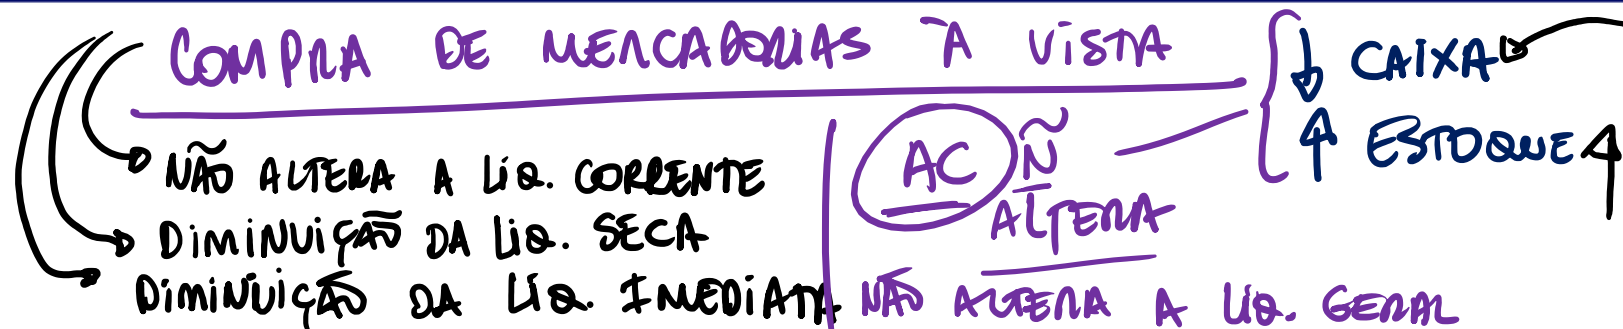 COMPRA DE MERCADORIAS À VISTA
↓ CAIXA
↑ ESTOQUE
NÃO ALTERA A LIQ. CORRENTE
DIMINUIÇÃO DA LIQ. SECA
DIMINUIÇÃO DA LIQ. IMEDIATA
AC Ñ
ALTERA
NÃO ALTERA A LIQ. GERAL